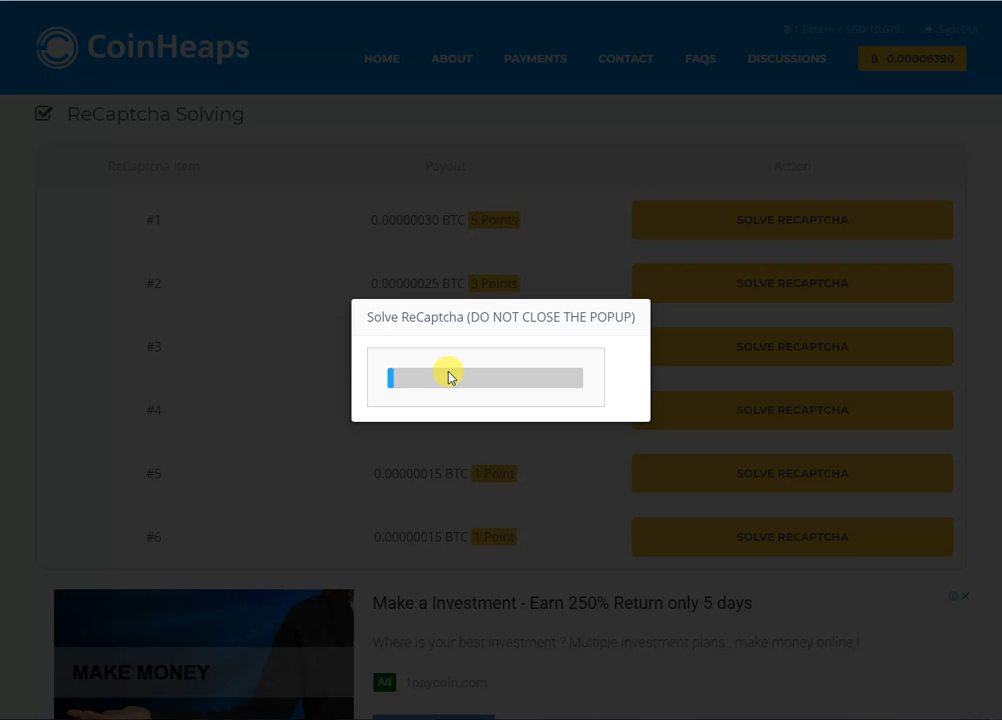 CoinHeaps
1 Bitcoin = SGD 10,079 Sign Out
HOME ABOUT PAYMENTS CONTACT FAQS DISCUSSIONS 0.00006390
ReCaptcha Solving
ReCaptcha Item Payout Action
#1 0.00000030 BTC 5 Points SOLVE RECAPTCHA
#2 0.00000025 BTC 3 Points SOLVE RECAPTCHA
Solve ReCaptcha (DO NOT CLOSE THE POPUP)
#3 SOLVE RECAPTCHA
#4 SOLVE RECAPTCHA
#5 0.00000015 BTC 1 Point SOLVE RECAPTCHA
#6 0.00000015 BTC 1 Point SOLVE RECAPTCHA
Make a Investment - Earn 250% Return only 5 days
Where is your best investment ? Multiple investment plans , make money online !
MAKE MONEY
Ad 1paycoin.com